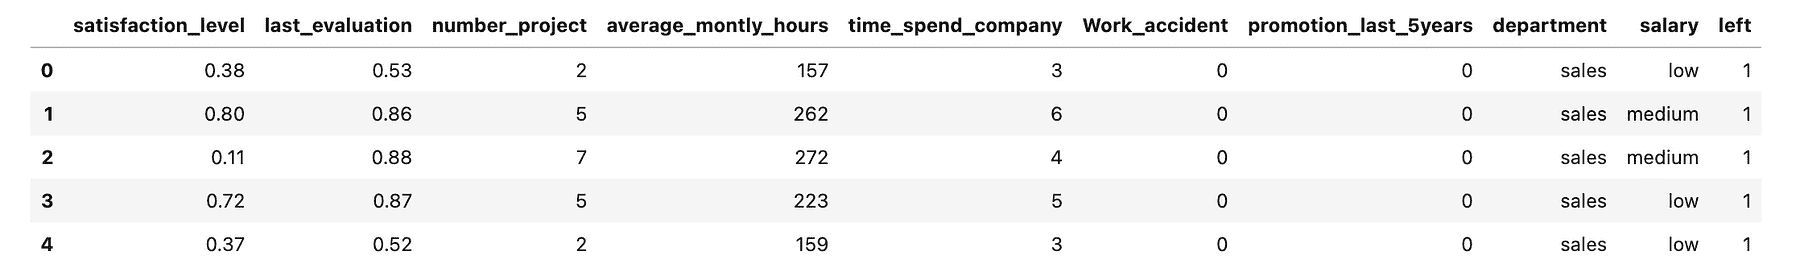 satisfaction_level last_evaluation number_project average_montly_hours time_spend_company Work_accident promotion_last_5years department salary left
0 0.38 0.53 2 157 3 0 0 sales low 1
1 0.80 0.86 5 262 6 0 0 sales medium 1
2 0.11 0.88 7 272 4 0 0 sales medium 1
3 0.72 0.87 5 223 5 0 0 sales low 1
4 0.37 0.52 2 159 3 0 0 sales low 1